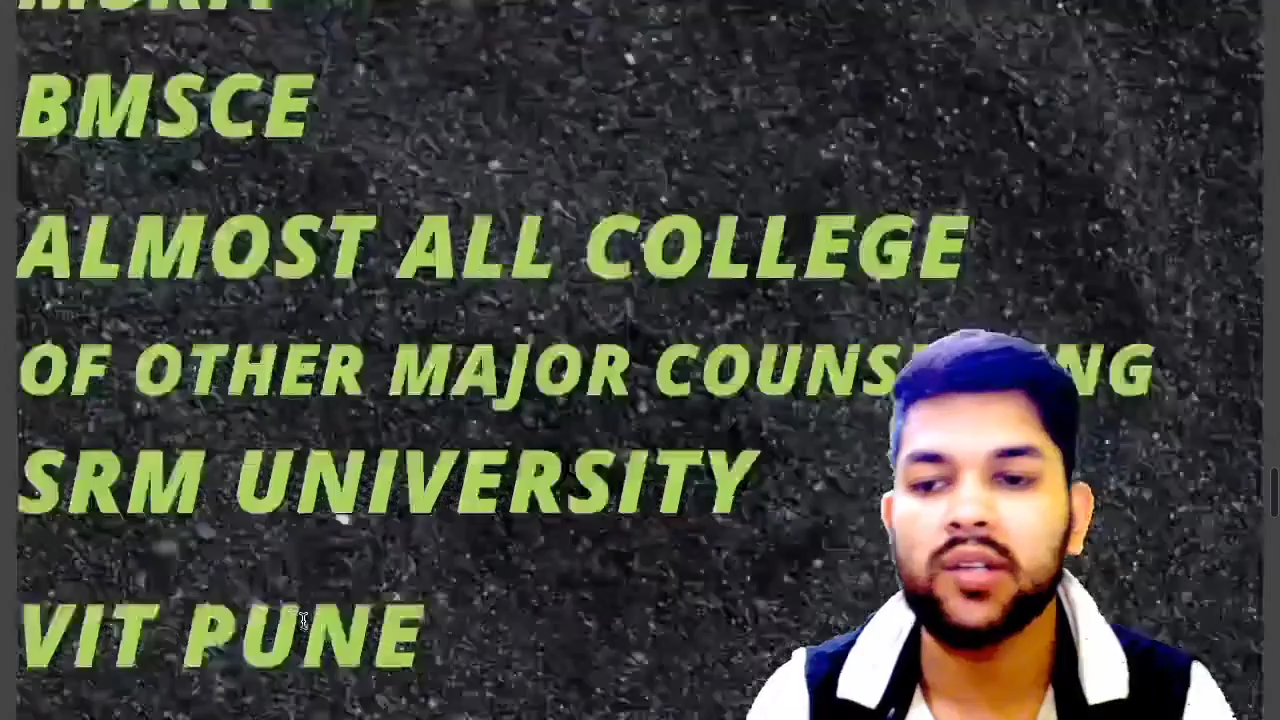 BMSCE
ALMOST ALL COLLEGE
OF OTHER MAJOR
SRM UNIVERSITY
VIT PUNE